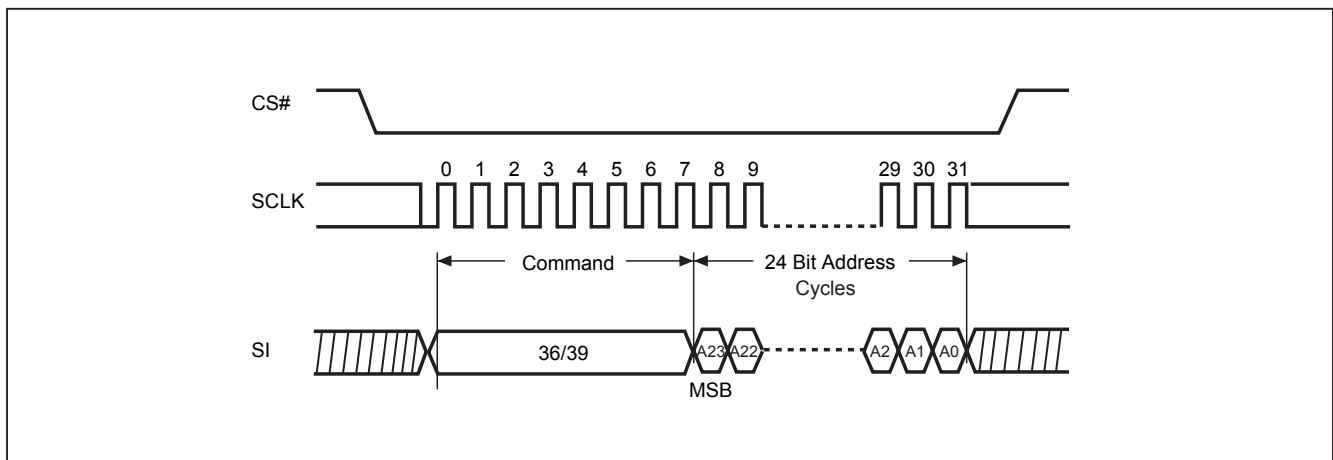 CS#
0 1 2 3 4 5 6 7 8 9 29 30 31
SCLK
Command
24 Bit Address
Cycles
SI
36/39
A23 A22 A2 A1 A0
MSB